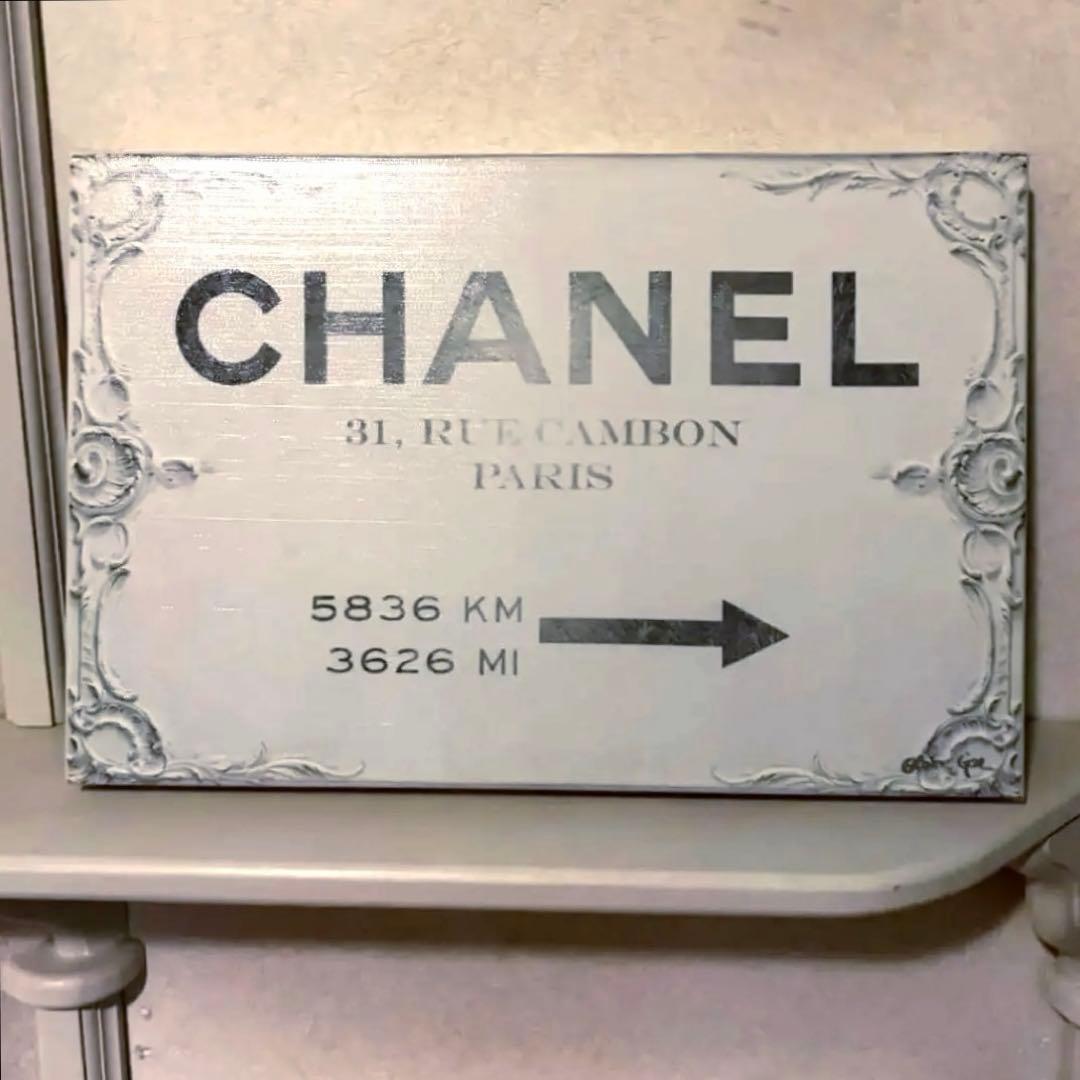 CHANEL
31, RUE CAMBON
PARIS
5836 KM
3626 MI